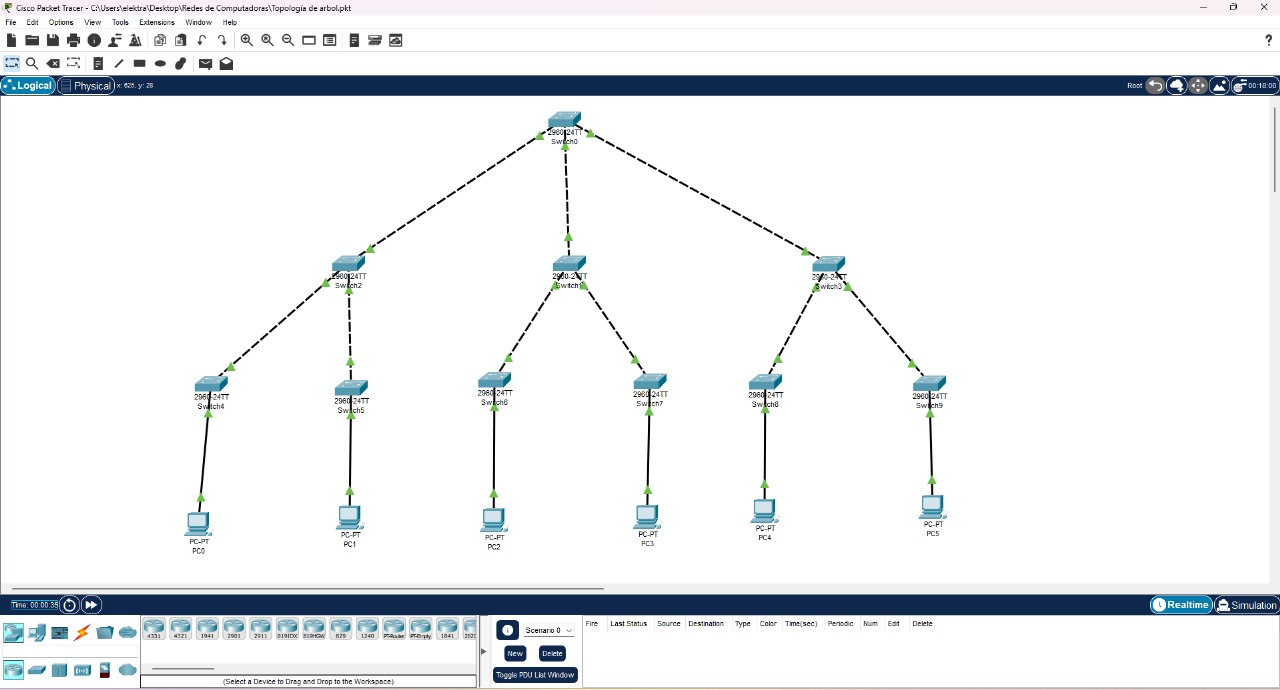 Cisco Packet Tracer - C:\Users\elektra\Desktop\Redes de Computadoras\Topología de arbol.pkt
File Edit Options View Tools Extensions Window Help
?
Logical Physical x: 625, y: 28 Root 00:18:00
2960-24TT
Switch0
2960-24TT
Switch2
2960-24TT
Switch1
2960-24TT
Switch3
2960-24TT
Switch4
2960-24TT
Switch5
2960-24TT
Switch6
2960-24TT
Switch7
2960-24TT
Switch8
2960-24TT
Switch9
PC-PT
PC0
PC-PT
PC1
PC-PT
PC2
PC-PT
PC3
PC-PT
PC4
PC-PT
PC5
Time: 00:00:35 Realtime Simulation
4331 4321 1941 2901 2911 819IOX 819HGW 829 1240 PT-Router PT-Empty 1841
(Select a Device to Drag and Drop to the Workspace)
Scenario 0
New Delete
Toggle PDU List Window
Fire Last Status Source Destination Type Color Time(sec) Periodic Num Edit Delete